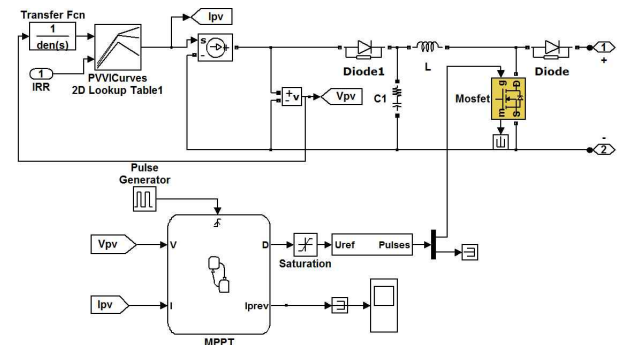 Transfer Fcn
1
den(s)
1
IRR
PVVICurves
2D Lookup Table1
Ipv
s
+
-
v
Vpv
Diode1
C1
L
Mosfet
g
D
m
S
Diode
1
+
-
2
Pulse
Generator
Vpv
V
D
Saturation
Uref
Pulses
Ipv
I
Iprev
MPPT